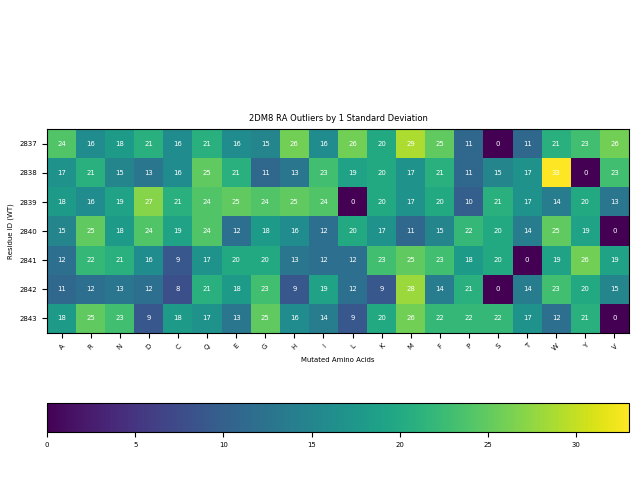 2DM8 RA Outliers by 1 Standard Deviation
Residue ID (WT)
2837 24 16 18 21 16 21 16 15 26 16 26 20 29 25 11 0 11 21 23 26
2838 17 21 15 13 16 25 21 11 13 23 19 20 17 21 11 15 17 33 0 23
2839 18 16 19 27 21 24 25 24 25 24 0 20 17 20 10 21 17 14 20 13
2840 15 25 18 24 19 24 12 18 16 12 20 17 11 15 22 20 14 25 19 0
2841 12 22 21 16 9 17 20 20 13 12 12 23 25 23 18 20 0 19 26 19
2842 11 12 13 12 8 21 18 23 9 19 12 9 28 14 21 0 14 23 20 15
2843 18 25 23 9 18 17 13 25 16 14 9 20 26 22 22 22 17 12 21 0
A R N D C Q E G H I L K M F P S T W Y V
Mutated Amino Acids
0 5 10 15 20 25 30